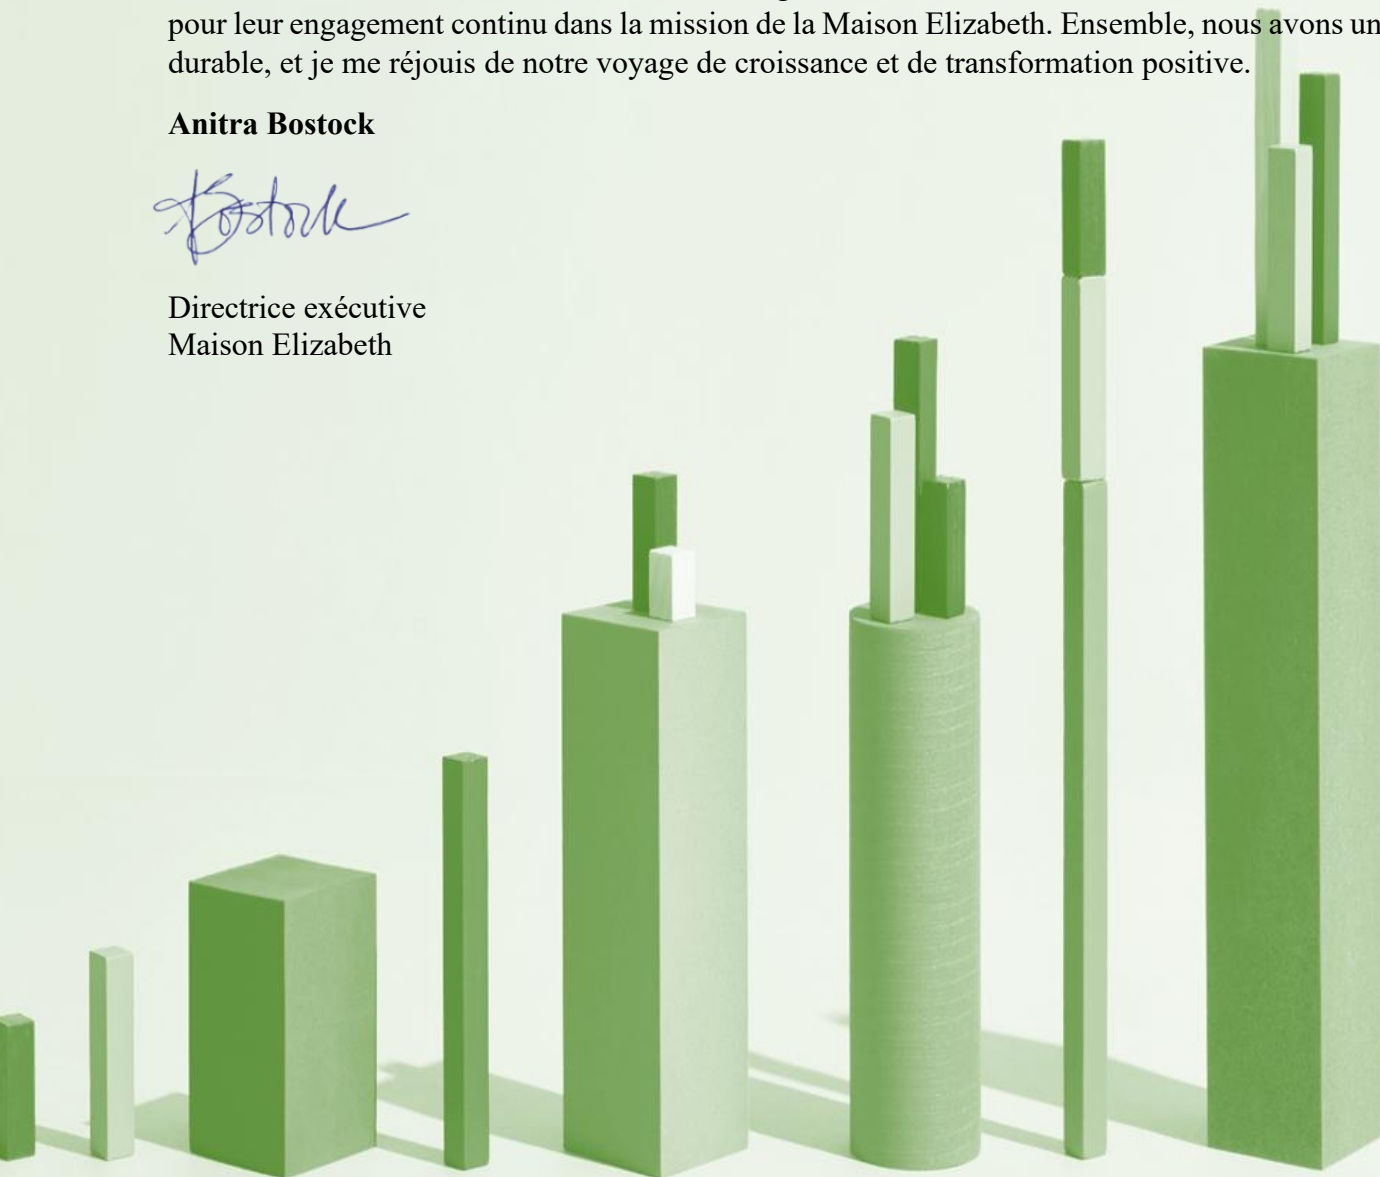 pour leur engagement continu dans la mission de la Maison Elizabeth. Ensemble, nous avons un
durable, et je me réjouis de notre voyage de croissance et de transformation positive.
Anitra Bostock
Bostock
Directrice exécutive
Maison Elizabeth